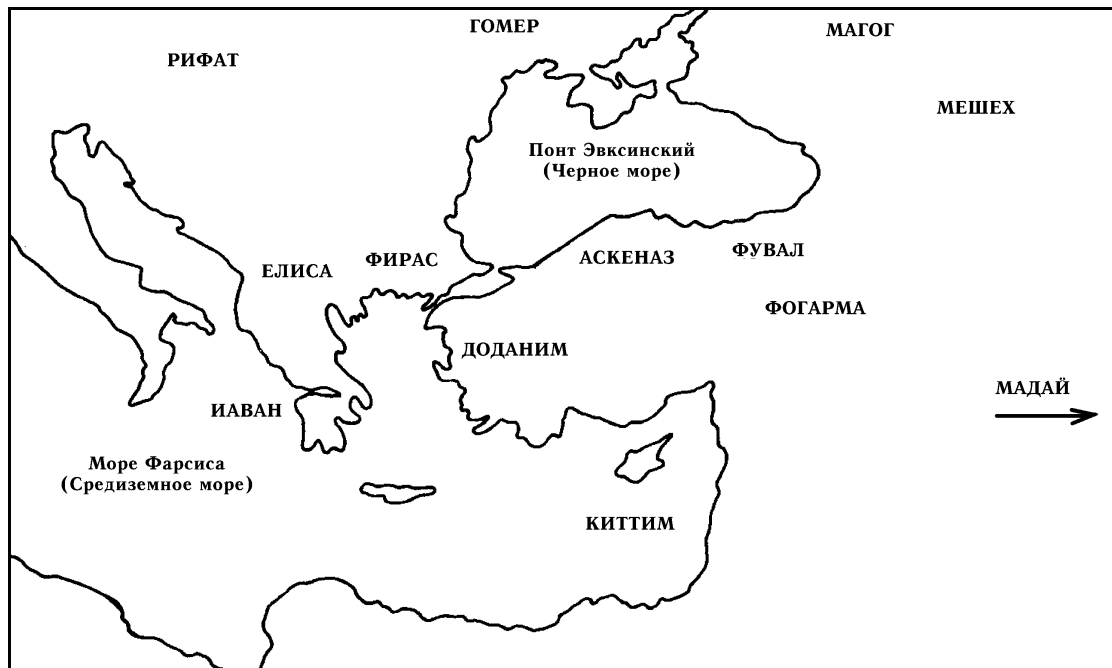 ГОМЕР
МАГОГ
РИФАТ
МЕШЕХ
Понт Эвксинский
(Черное море)
ФУВАЛ
АСКЕНАЗ
ФИРАС
ЕЛИСА
ФОГАРМА
ДОДАНИМ
МАДАЙ
ИАВАН
Море Фарсиса
(Средиземное море)
КИТТИМ